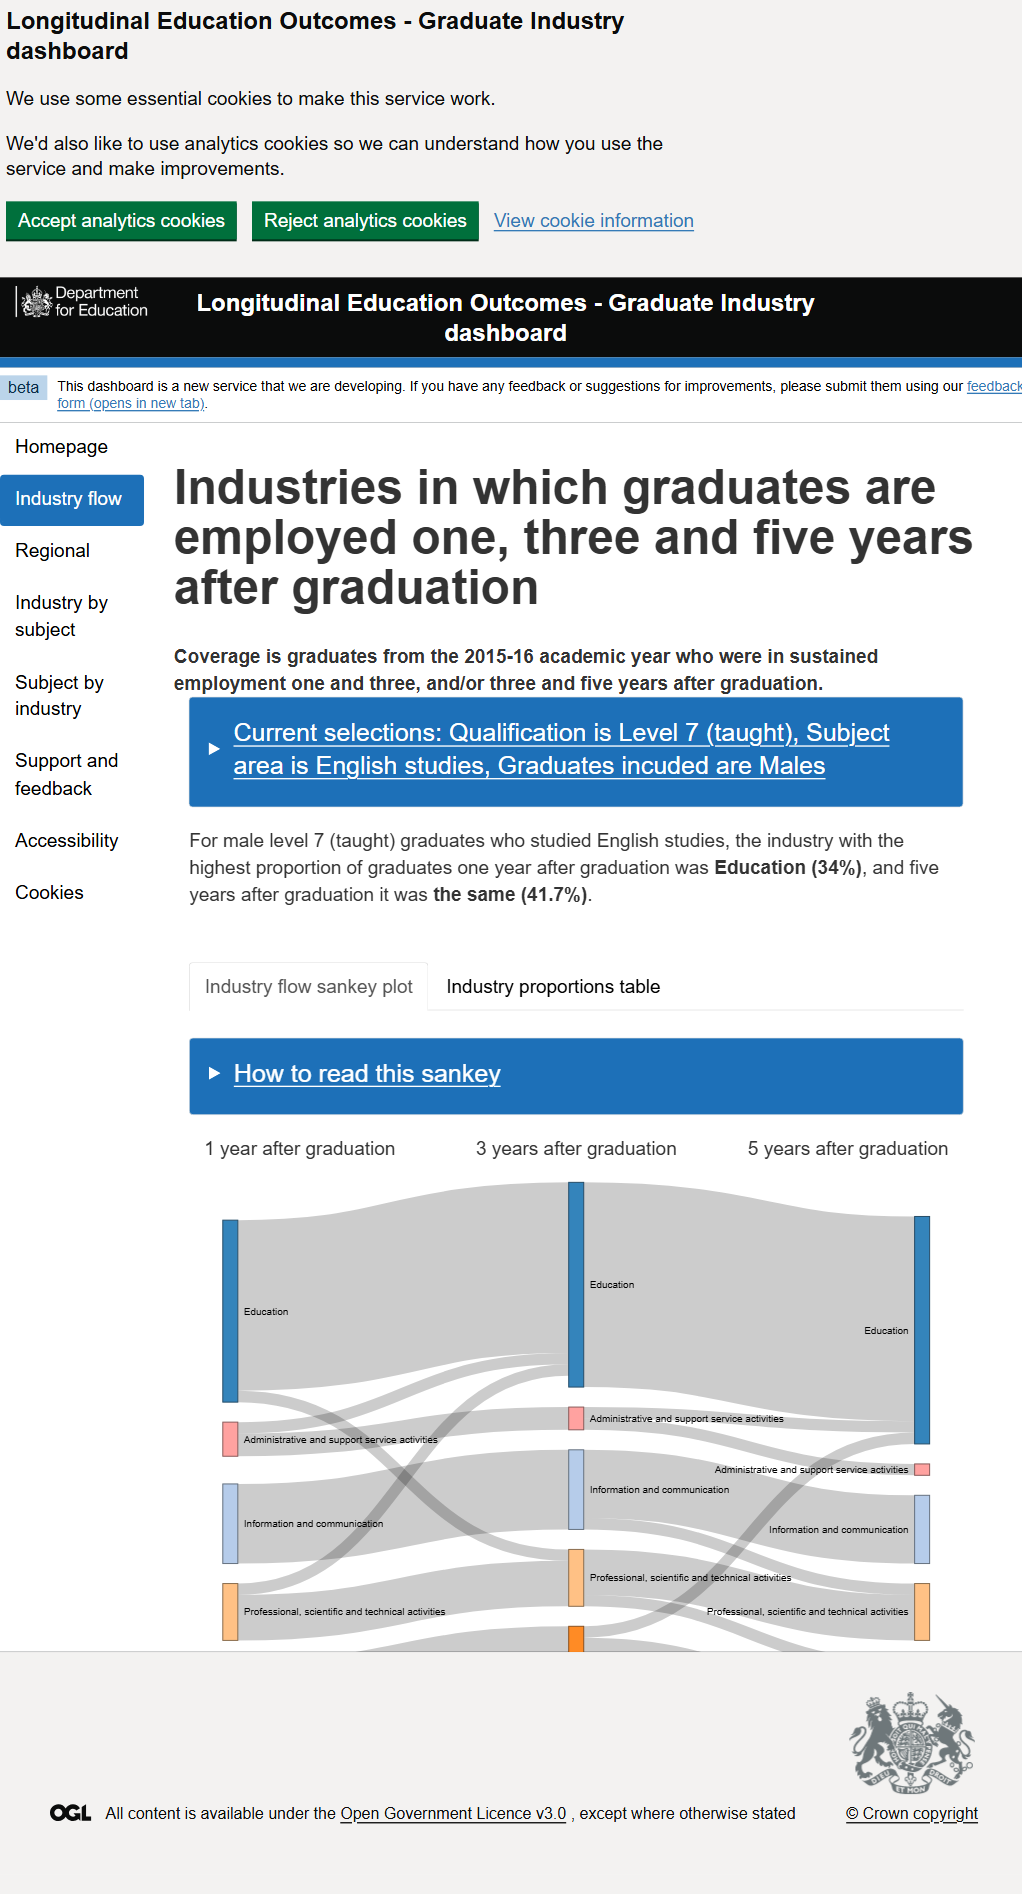 Longitudinal Education Outcomes - Graduate Industry
dashboard
We use some essential cookies to make this service work.
We'd also like to use analytics cookies so we can understand how you use the
service and make improvements.
Accept analytics cookies
Reject analytics cookies
View cookie information
Department
for Education
Longitudinal Education Outcomes - Graduate Industry
dashboard
beta
This dashboard is a new service that we are developing. If you have any feedback or suggestions for improvements, please submit them using our feedback
form (opens in new tab).
Homepage
Industry flow
Regional
Industry by
subject
Subject by
industry
Support and
feedback
Accessibility
Cookies
Industries in which graduates are
employed one, three and five years
after graduation
Coverage is graduates from the 2015-16 academic year who were in sustained
employment one and three, and/or three and five years after graduation.
Current selections: Qualification is Level 7 (taught), Subject
area is English studies, Graduates incuded are Males
For male level 7 (taught) graduates who studied English studies, the industry with the
highest proportion of graduates one year after graduation was Education (34%), and five
years after graduation it was the same (41.7%).
Industry flow sankey plot
Industry proportions table
How to read this sankey
1 year after graduation
3 years after graduation
5 years after graduation
Education
Administrative and support service activities
Information and communication
Professional, scientific and technical activities
Education
Administrative and support service activities
Information and communication
Professional, scientific and technical activities
Education
Administrative and support service activities
Information and communication
Professional, scientific and technical activities
OGL
All content is available under the Open Government Licence v3.0 , except where otherwise stated
© Crown copyright